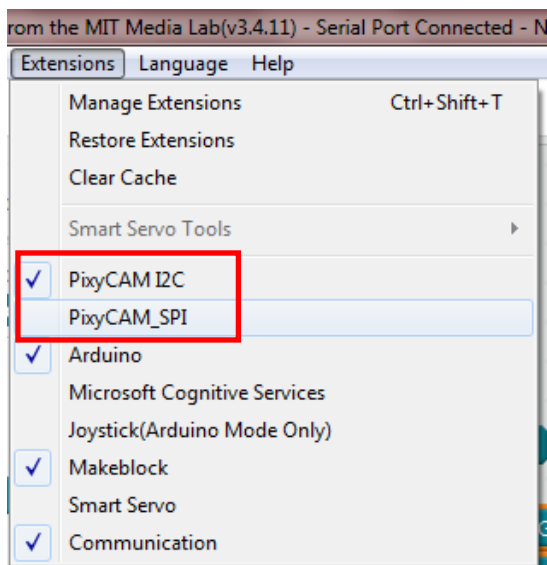 rom the MIT Media Lab(v3.4.11) - Serial Port Connected - N
Extensions Language Help
Manage Extensions Ctrl+Shift+T
Restore Extensions
Clear Cache
Smart Servo Tools
PixyCAM I2C
PixyCAM_SPI
Arduino
Microsoft Cognitive Services
Joystick(Arduino Mode Only)
Makeblock
Smart Servo
Communication